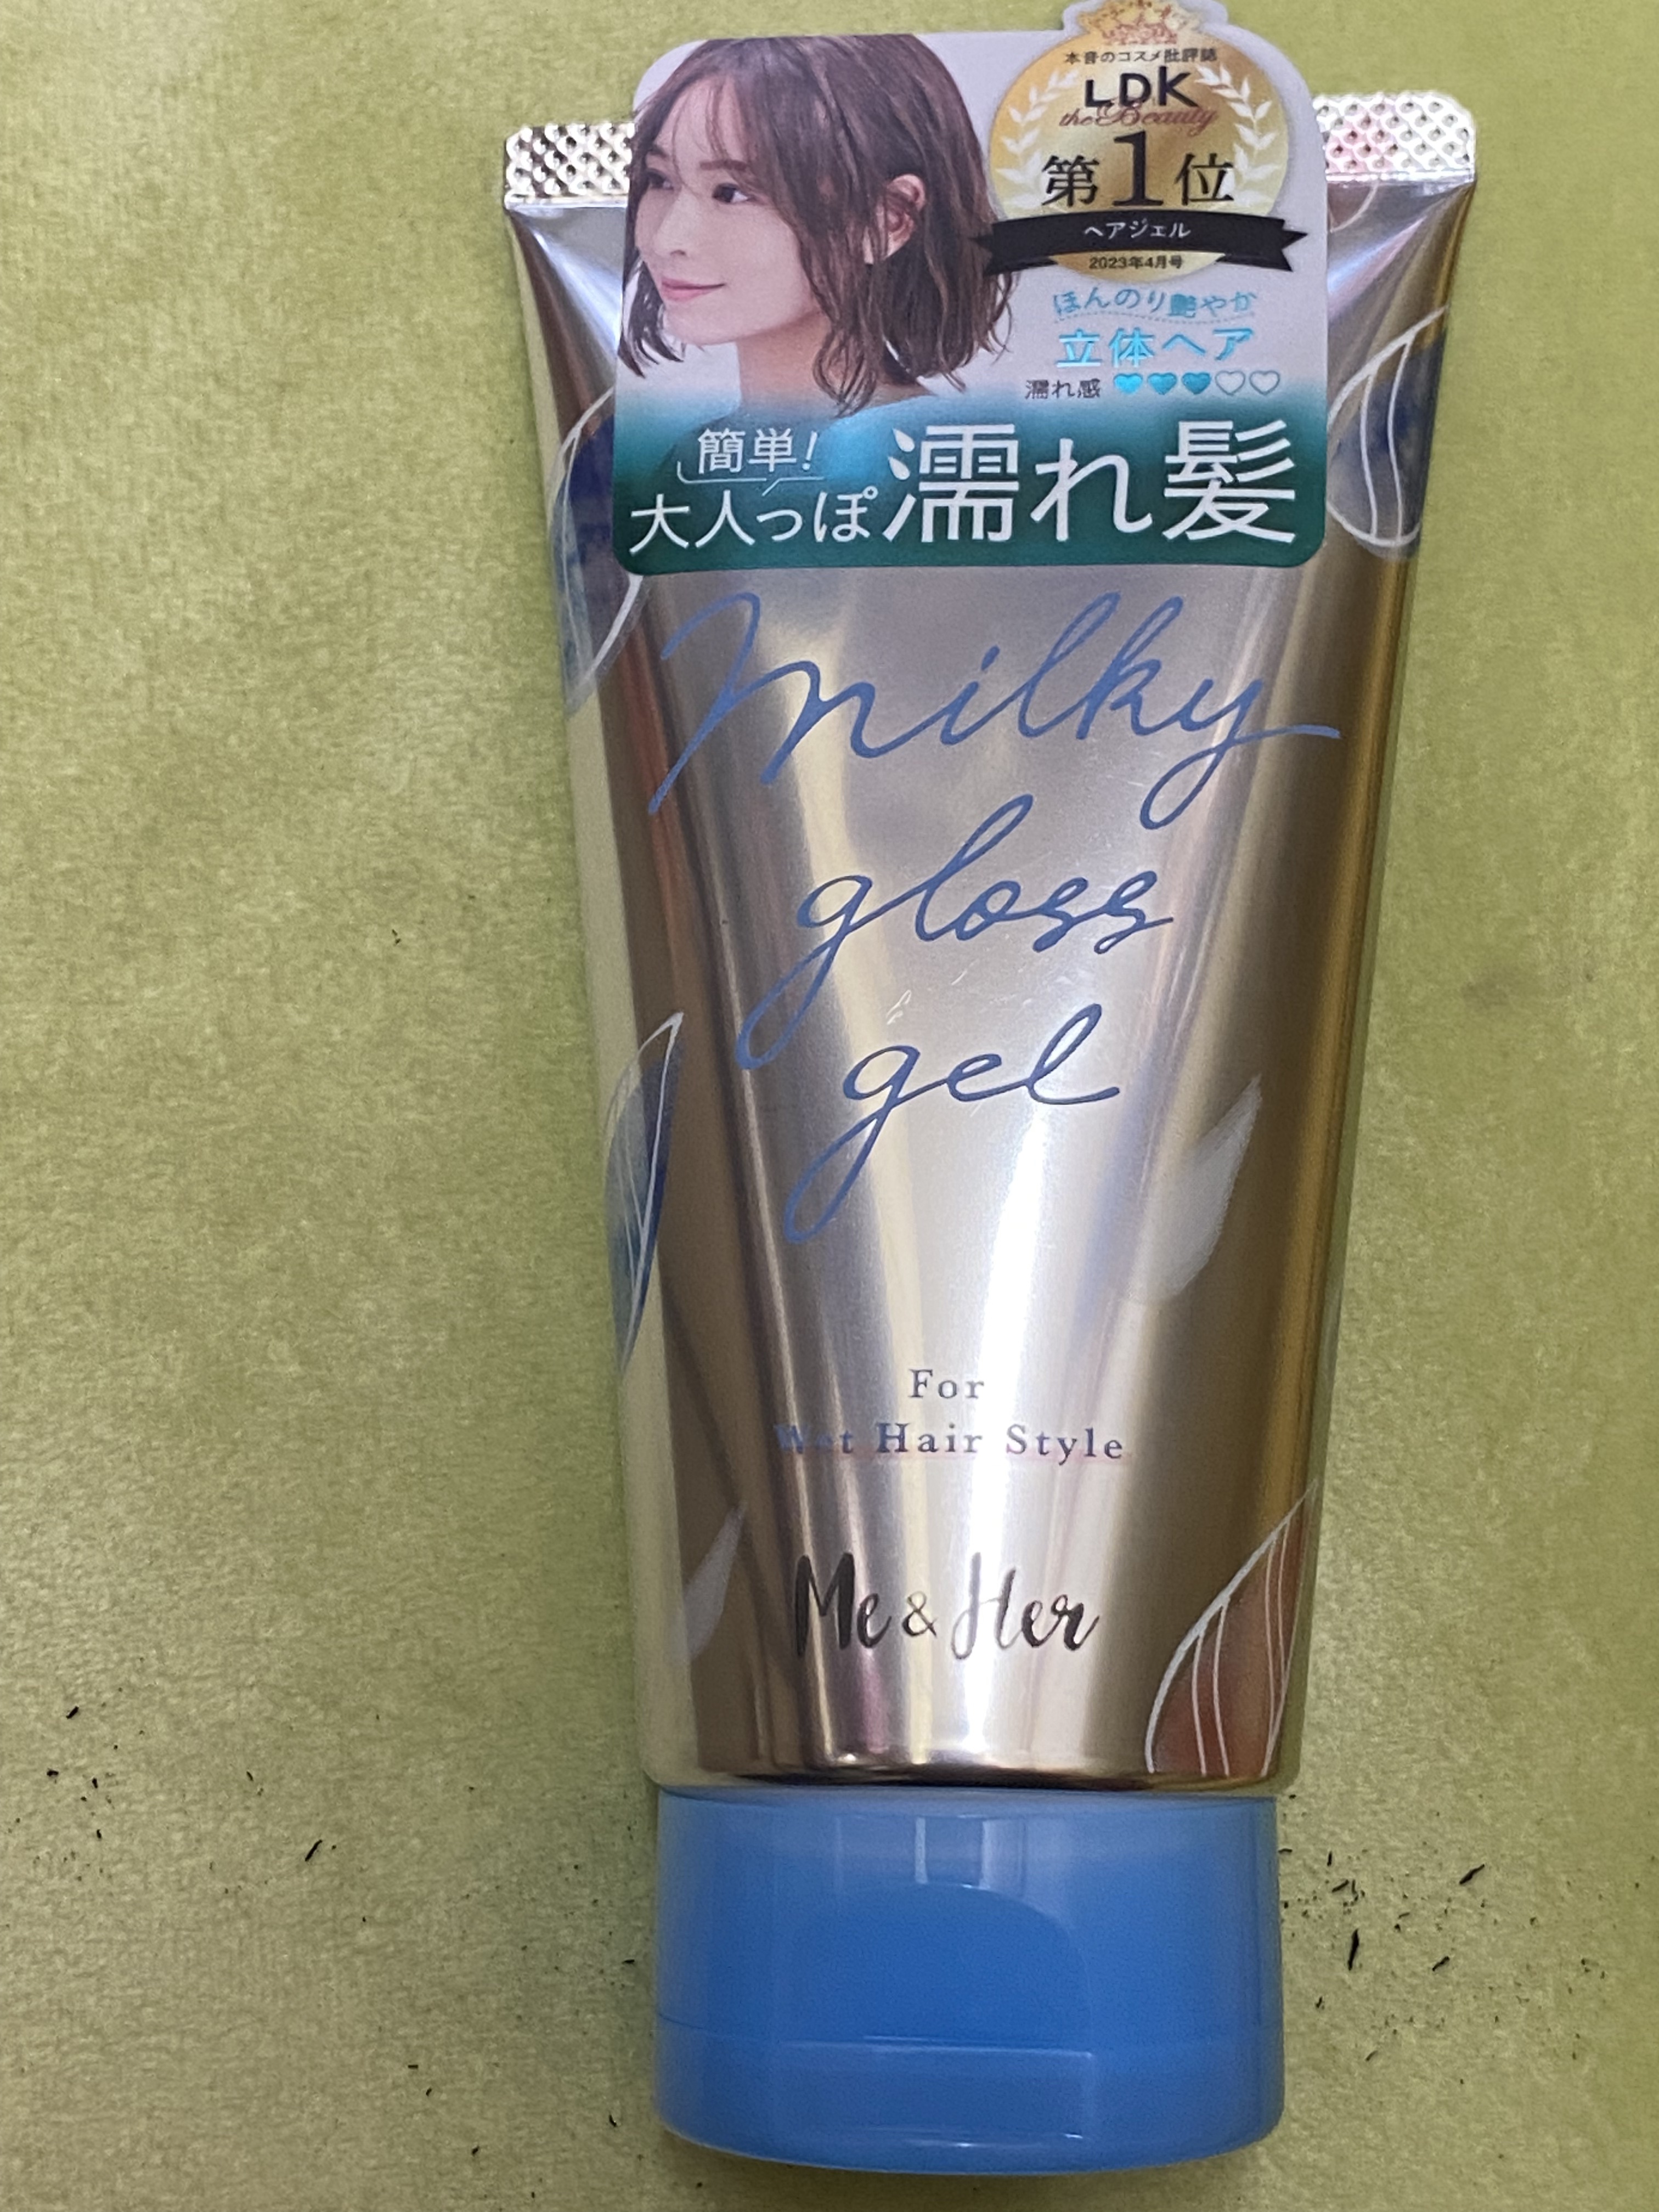 本音のコスメ批評誌
LDK
the Beauty
第1位
ヘアジェル
2023年4月号
ほんのり艶やか
立体ヘア
濡れ感
簡単!
大人っぽ濡れ髪
milky
gloss
gel
For
Wet Hair Style
Me & Her